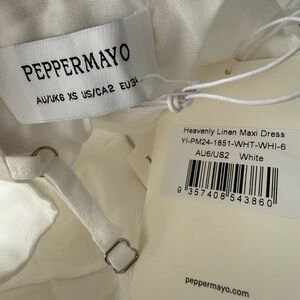 PEPPERMAYO
AU/UK6 XS US/CA2 EU34
Heavenly Linen Maxi Dress
YI-PM24-1851-WHT-WHI-6
AU6/US2 White
9 357408 543860
peppermayo.com